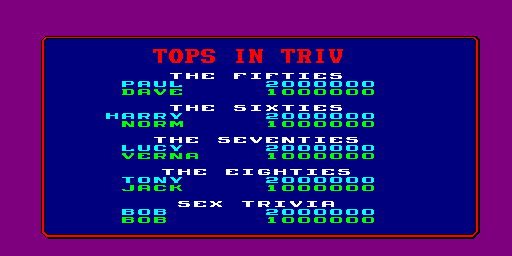 TOPS IN TRIV
THE FIFTIES
PAUL 2000000
DAVE 1000000
THE SIXTIES
HARRY 2000000
NORM 1000000
THE SEVENTIES
LUCY 2000000
VERNA 1000000
THE EIGHTIES
TONY 2000000
JACK 1000000
SEX TRIVIA
BOB 2000000
BOB 1000000